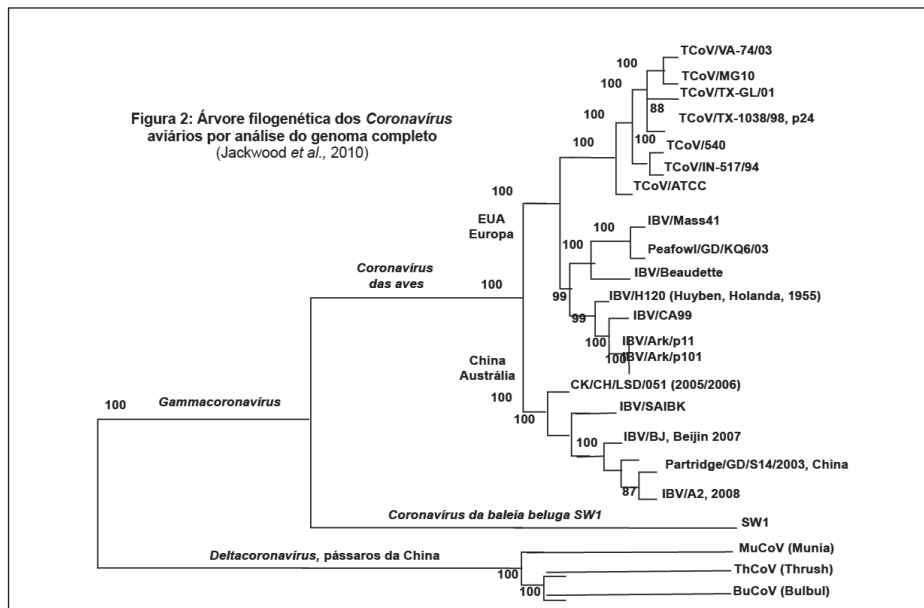 Figura 2: Árvore filogenética dos Coronavírus
aviários por análise do genoma completo
(Jackwood et al., 2010)
TCoV/VA-74/03
100
100
TCoV/MG10
100
TCoV/TX-GL/01
88
100
TCoV/TX-1038/98, p24
100
100
TCoV/540
TCoV/IN-517/94
TCoV/ATCC
100
EUA
Europa
IBV/Mass41
100
100
Peafowl/GD/KQ6/03
IBV/Beaudette
Coronavírus
das aves
100
99
IBV/H120 (Huyben, Holanda, 1955)
99
IBV/CA99
100
IBV/Ark/p11
100
IBV/Ark/p101
China
Austrália
100
CK/CH/LSD/051 (2005/2006)
100
IBV/SAIBK
100
Gammacoronavírus
100
IBV/BJ, Beijin 2007
Partridge/GD/S14/2003, China
87
IBV/A2, 2008
Coronavírus da baleia beluga SW1
SW1
Deltacoronavírus, pássaros da China
MuCoV (Munia)
100
ThCoV (Thrush)
100
BuCoV (Bulbul)